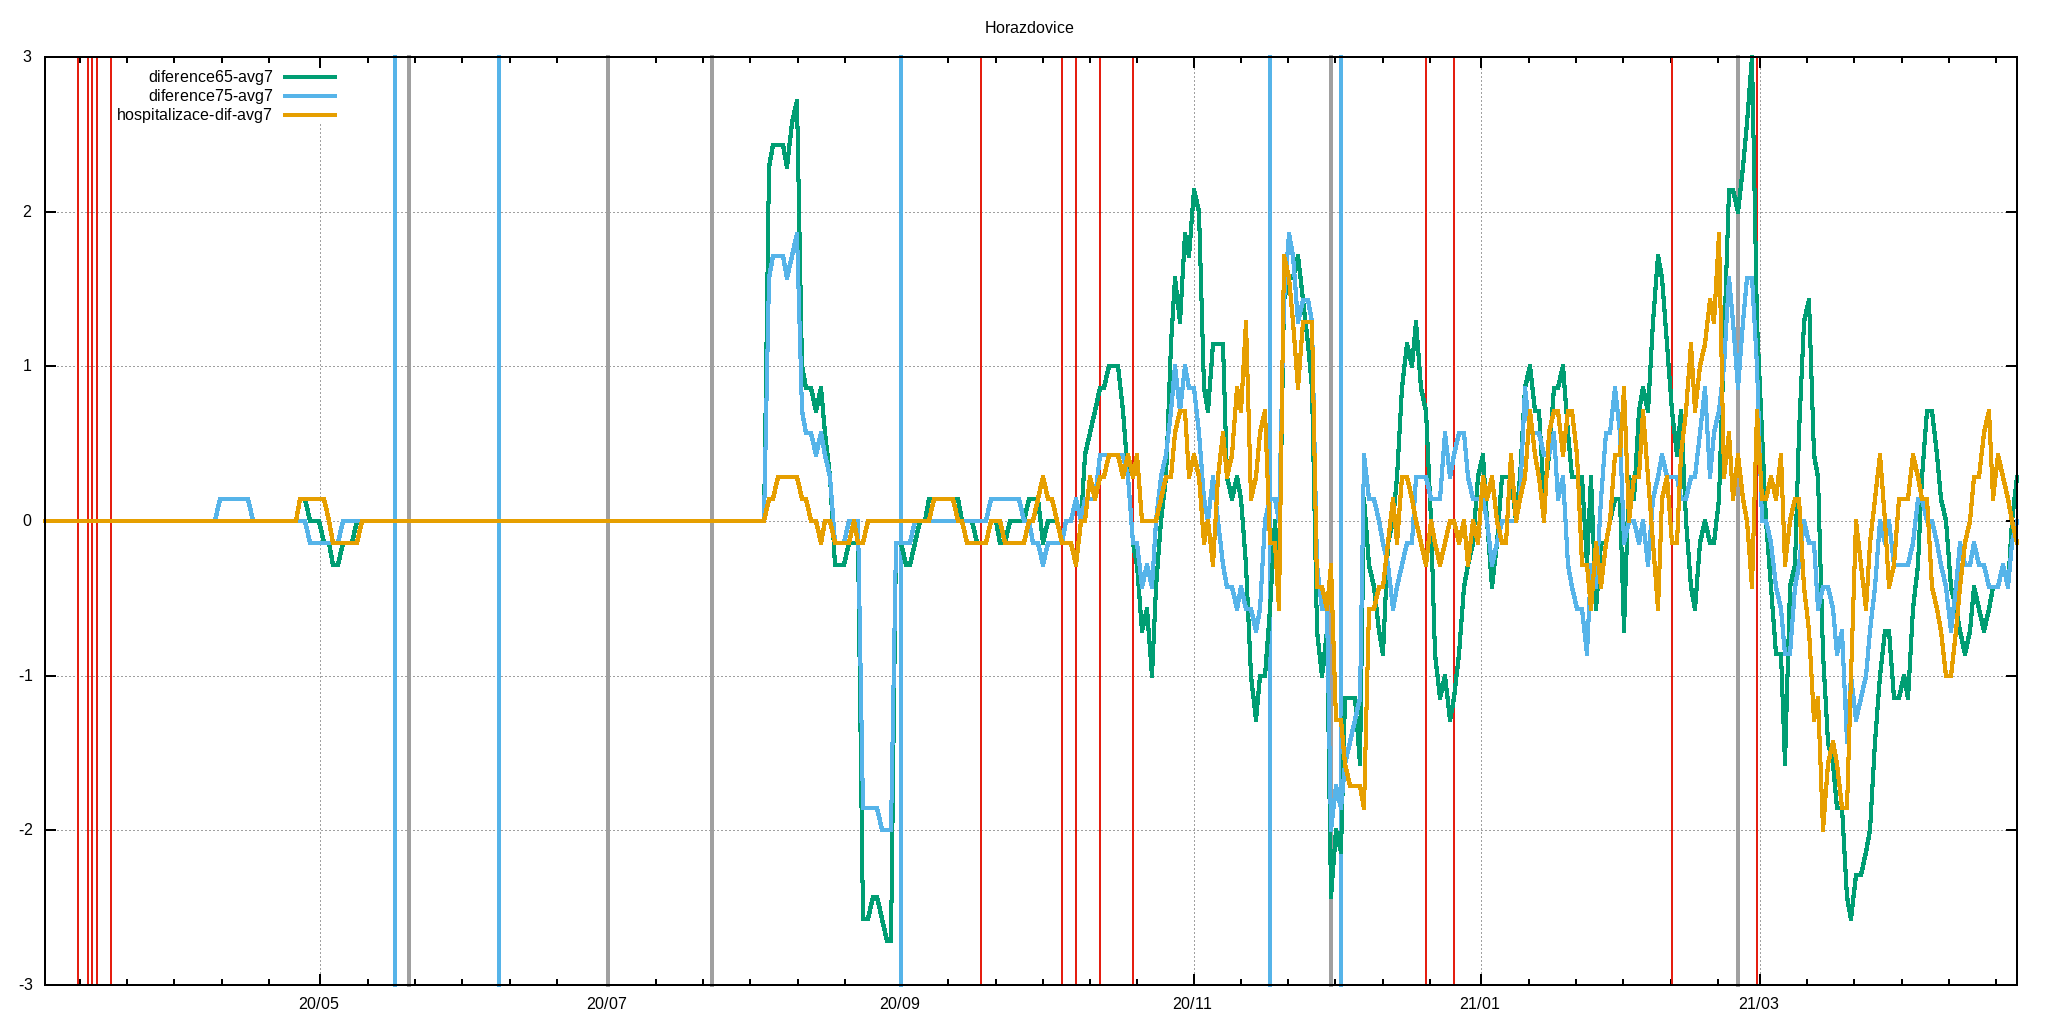 Horazdovice
3
diference65-avg7
diference75-avg7
hospitalizace-dif-avg7
2
1
0
-1
-2
-3
20/05 20/07 20/09 20/11 21/01 21/03